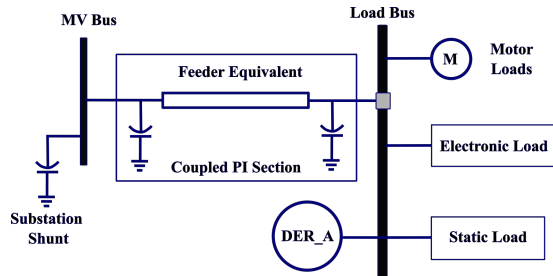 MV Bus
Load Bus
Feeder Equivalent
M
Motor
Loads
Coupled PI Section
Electronic Load
Substation
Shunt
DER_A
Static Load